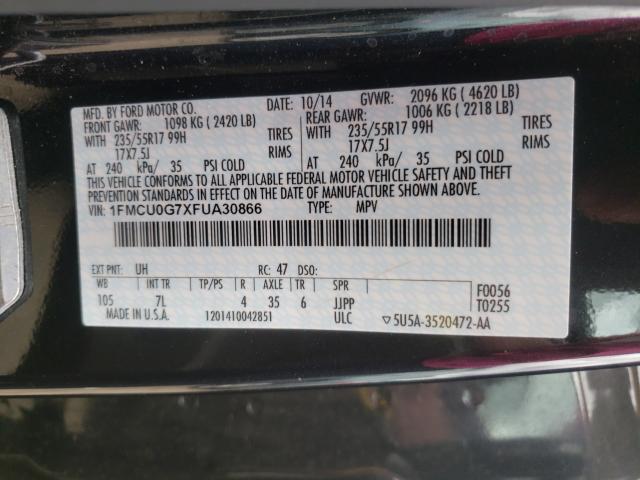 MFD. BY FORD MOTOR CO.
DATE: 10/14 GVWR: 2096 KG ( 4620 LB)
FRONT GAWR: 1098 KG ( 2420 LB) REAR GAWR: 1006 KG ( 2218 LB)
WITH 235/55R17 99H TIRES WITH 235/55R17 99H TIRES
17X7.5J RIMS 17X7.5J RIMS
AT 240 kPa/ 35 PSI COLD AT 240 kPa/ 35 PSI COLD
THIS VEHICLE CONFORMS TO ALL APPLICABLE FEDERAL MOTOR VEHICLE SAFETY AND THEFT
PREVENTION STANDARDS IN EFFECT ON THE DATE OF MANUFACTURE SHOWN ABOVE.
VIN: 1FMCU0G7XFUA30866 TYPE: MPV
EXT PNT: UH RC: 47 DSO:
WB INT TR TP/PS R AXLE TR SPR F0056
105 7L 4 35 6 JJPP T0255
MADE IN U.S.A. 1201410042851 ULC ▽5U5A-3520472-AA